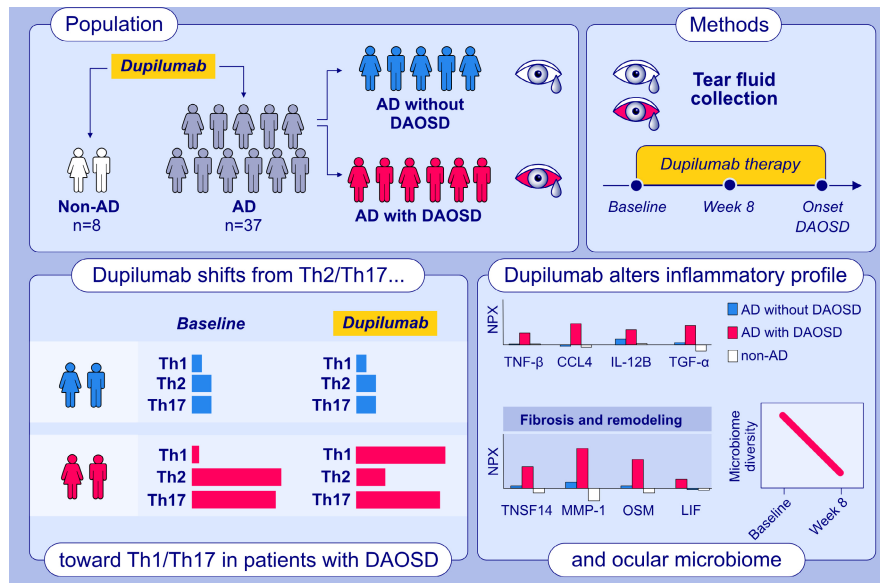 Population
Dupilumab
Non-AD
n=8
AD
n=37
AD without
DAOSD
AD with DAOSD
Methods
Tear fluid
collection
Dupilumab therapy
Baseline
Week 8
Onset
DAOSD
Dupilumab shifts from Th2/Th17...
Baseline
Dupilumab
Th1
Th2
Th17
Th1
Th2
Th17
Th1
Th2
Th17
Th1
Th2
Th17
toward Th1/Th17 in patients with DAOSD
Dupilumab alters inflammatory profile
NPX
TNF-β
CCL4
IL-12B
TGF-α
AD without DAOSD
AD with DAOSD
non-AD
Fibrosis and remodeling
NPX
TNSF14
MMP-1
OSM
LIF
Microbiome
diversity
Baseline
Week 8
and ocular microbiome